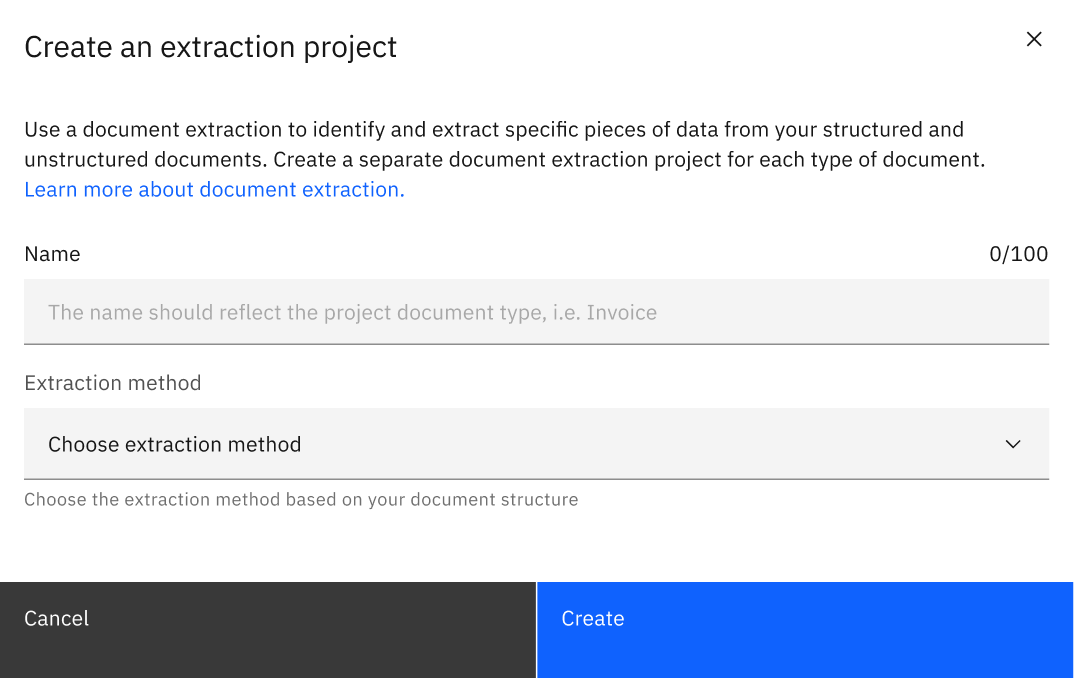 Create an extraction project
Use a document extraction to identify and extract specific pieces of data from your structured and
unstructured documents. Create a separate document extraction project for each type of document.
Learn more about document extraction.
Name 0/100
The name should reflect the project document type, i.e. Invoice
Extraction method
Choose extraction method
Choose the extraction method based on your document structure
Cancel Create